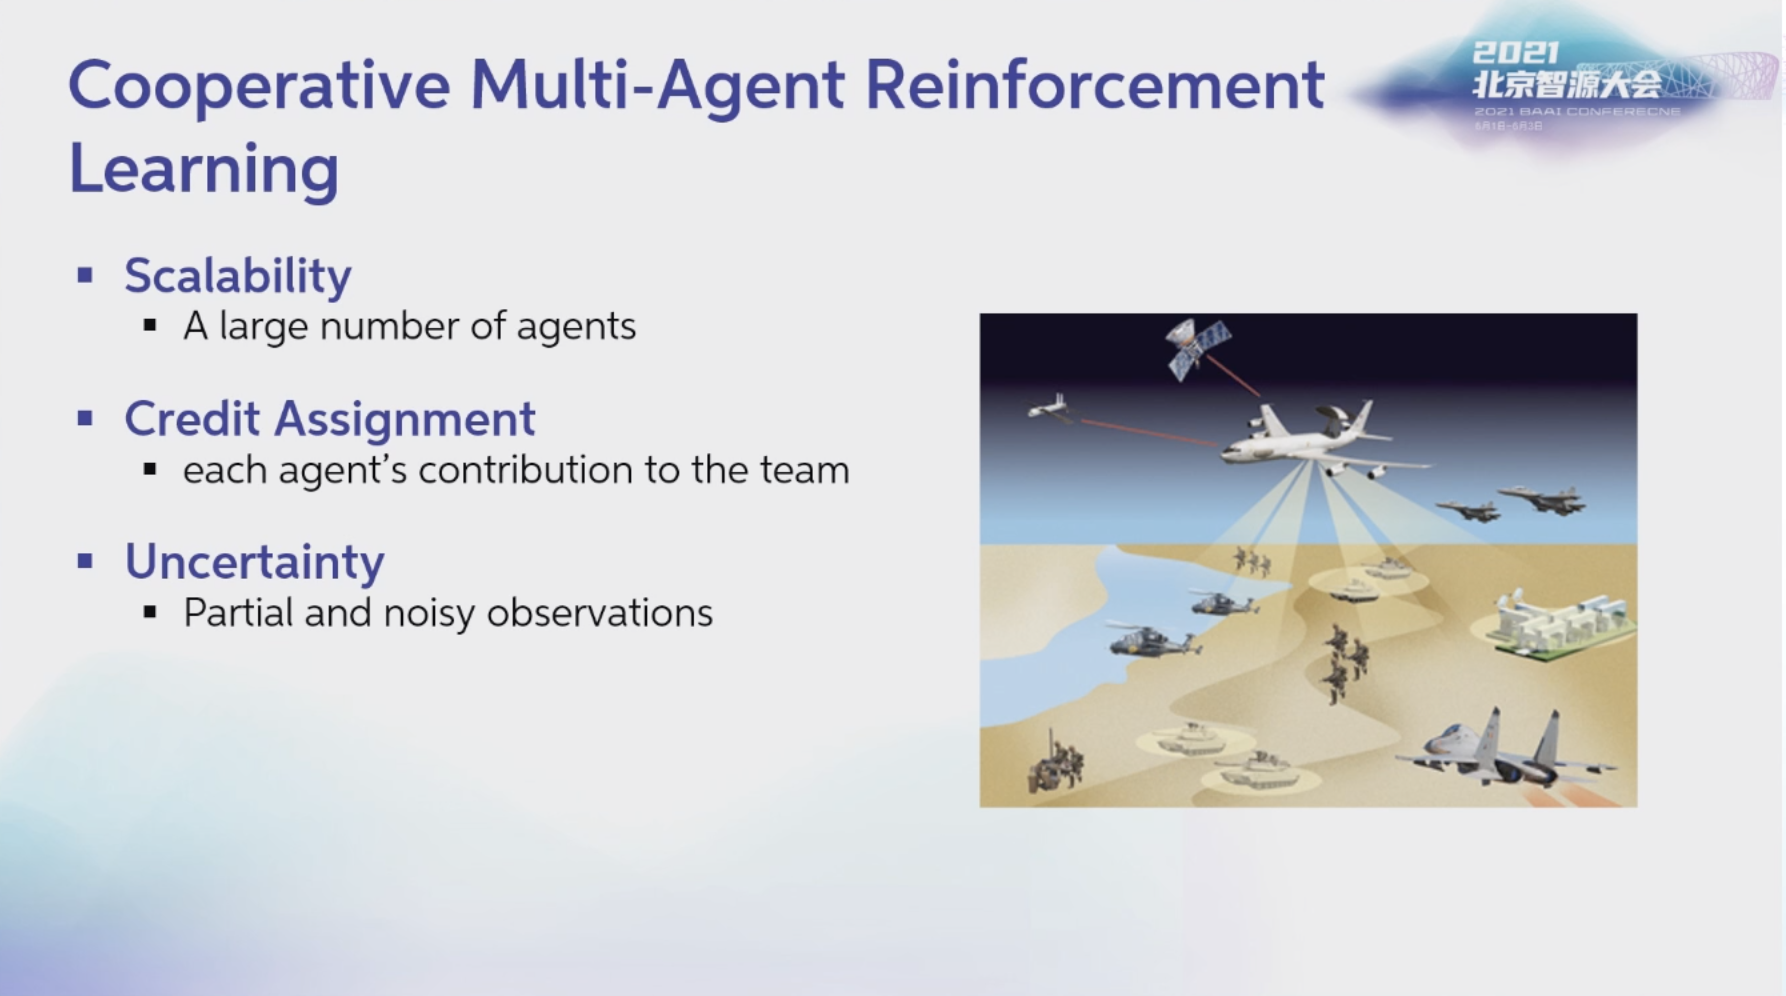 Cooperative Multi-Agent Reinforcement
Learning
2021
北京智源大会
2021 BAAI CONFERECNE
6月1日-6月3日
▪ Scalability
▪ A large number of agents
▪ Credit Assignment
▪ each agent’s contribution to the team
▪ Uncertainty
▪ Partial and noisy observations